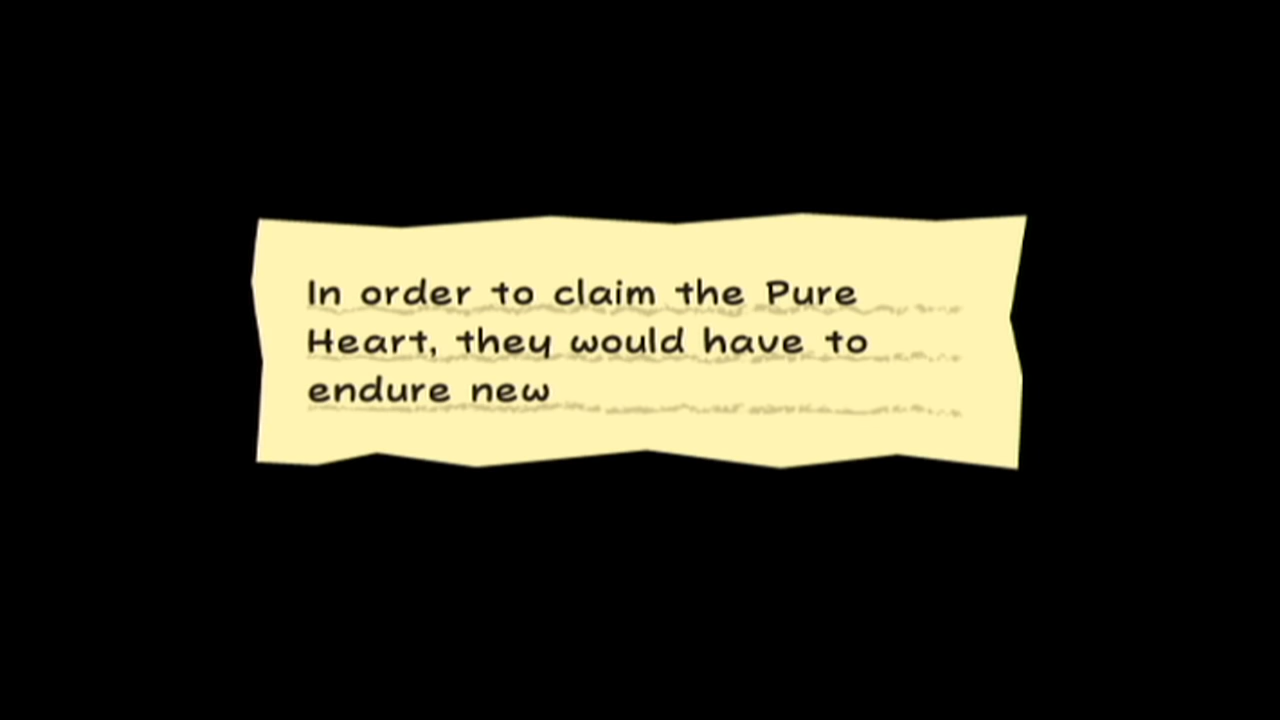 In order to claim the Pure
Heart, they would have to
endure new